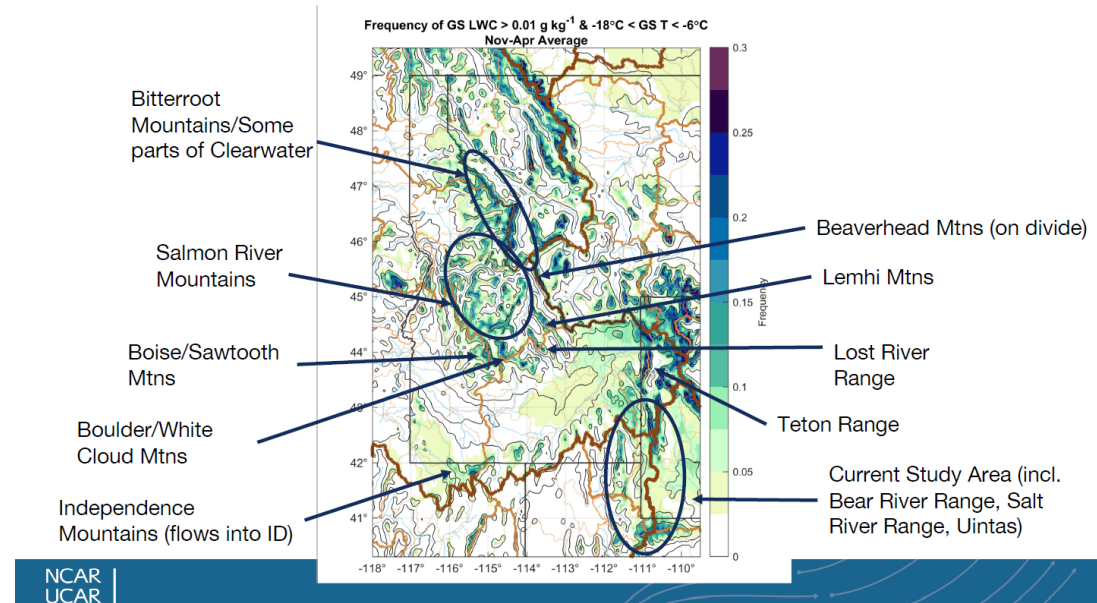 Frequency of GS LWC > 0.01 g kg⁻¹ & -18°C < GS T < -6°C
Nov-Apr Average
Bitterroot
Mountains/Some
parts of Clearwater
Salmon River
Mountains
Boise/Sawtooth
Mtns
Boulder/White
Cloud Mtns
Independence
Mountains (flows into ID)
49°
48°
47°
46°
45°
44°
43°
42°
41°
-118°
-117°
-116°
-115°
-114°
-113°
-112°
-111°
-110°
0.3
0.25
0.2
0.15
0.1
0.05
0
Frequency
Beaverhead Mtns (on divide)
Lemhi Mtns
Lost River
Range
Teton Range
Current Study Area (incl.
Bear River Range, Salt
River Range, Uintas)
NCAR
UCAR